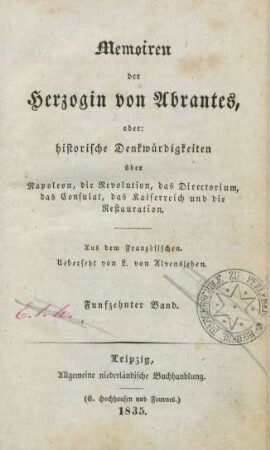 Memoiren
der
Herzogin von Abrantes,
oder:
historische Denkwürdigkeiten
über
Napoleon, die Revolution, das Directorium,
das Consulat, das Kaiserreich und die
Restauration.
Aus dem Französischen.
Uebersetzt von L. von Alvensleben.
Funfzehnter Band.
Leipzig,
Allgemeine niederländische Buchhandlung.
(G. Hochhausen und Fournes.)
1835.